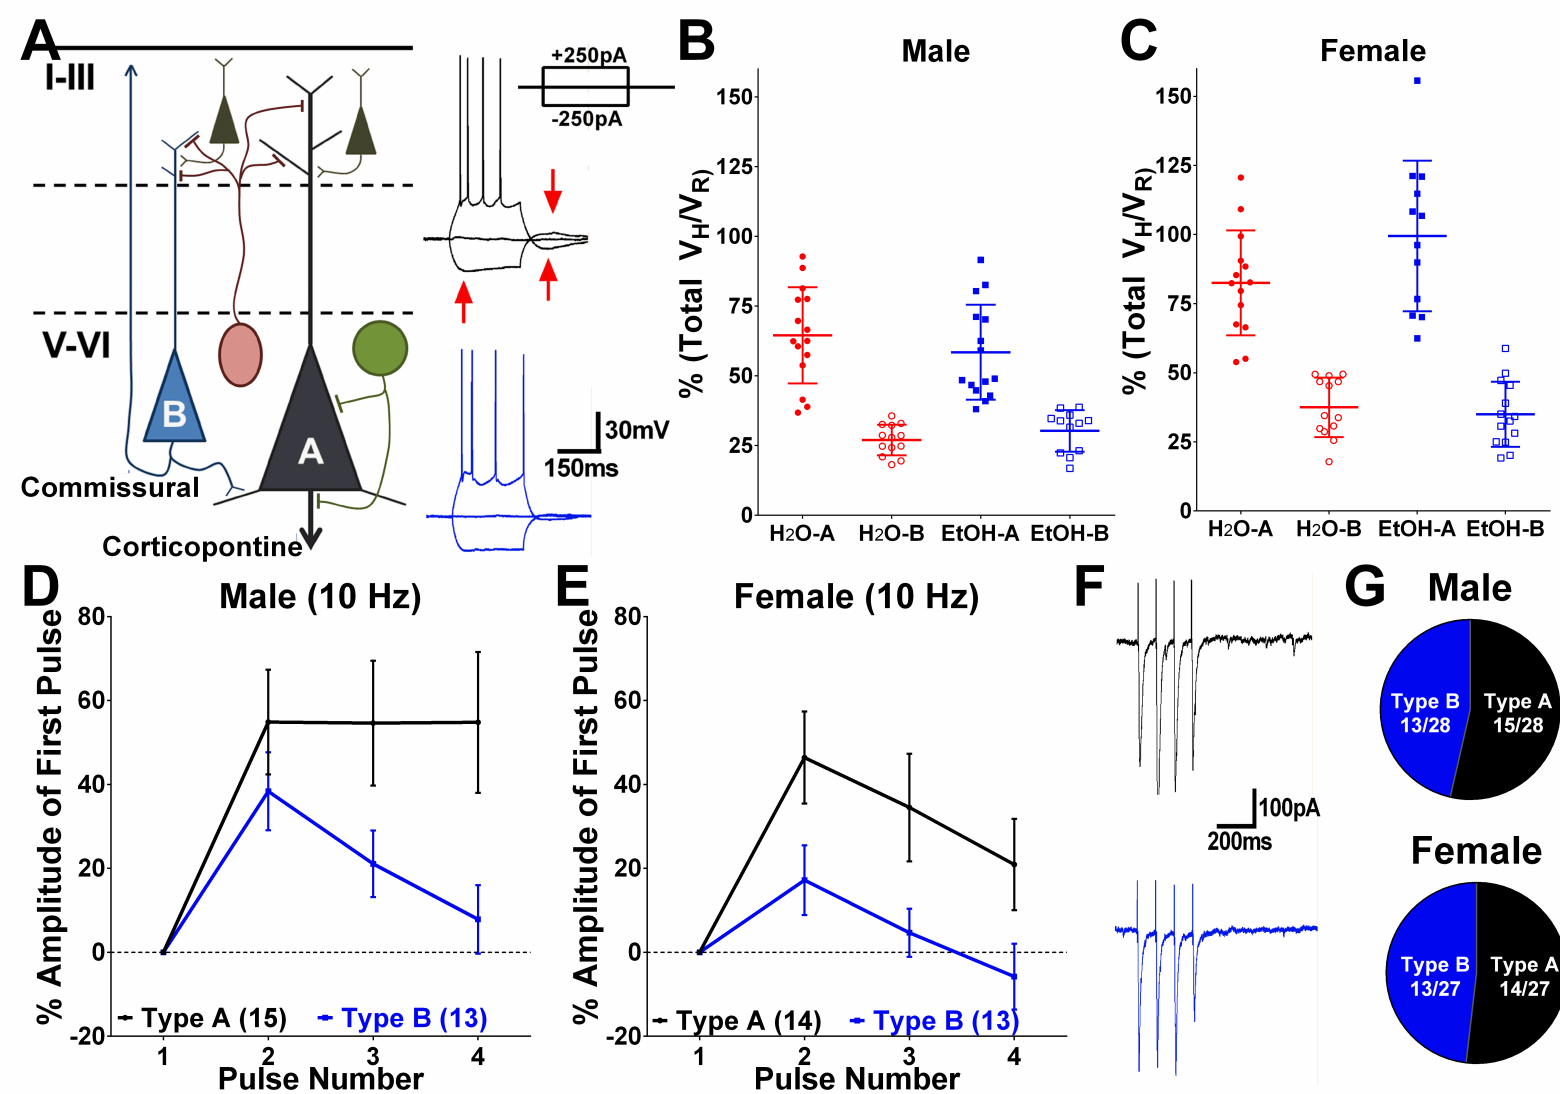 A
I-III
V-VI
B
A
Commissural
Corticopontine
+250pA
-250pA
30mV
150ms
B
Male
% (Total VH/VR)
150
125
100
75
50
25
0
H2O-A H2O-B EtOH-A EtOH-B
C
Female
% (Total VH/VR)
150
125
100
75
50
25
0
H2O-A H2O-B EtOH-A EtOH-B
D
Male (10 Hz)
% Amplitude of First Pulse
80
60
40
20
0
-20
Type A (15) Type B (13)
1 2 3 4
Pulse Number
E
Female (10 Hz)
% Amplitude of First Pulse
80
60
40
20
0
-20
Type A (14) Type B (13)
1 2 3 4
Pulse Number
F
100pA
200ms
G
Male
Type B
13/28
Type A
15/28
Female
Type B
13/27
Type A
14/27